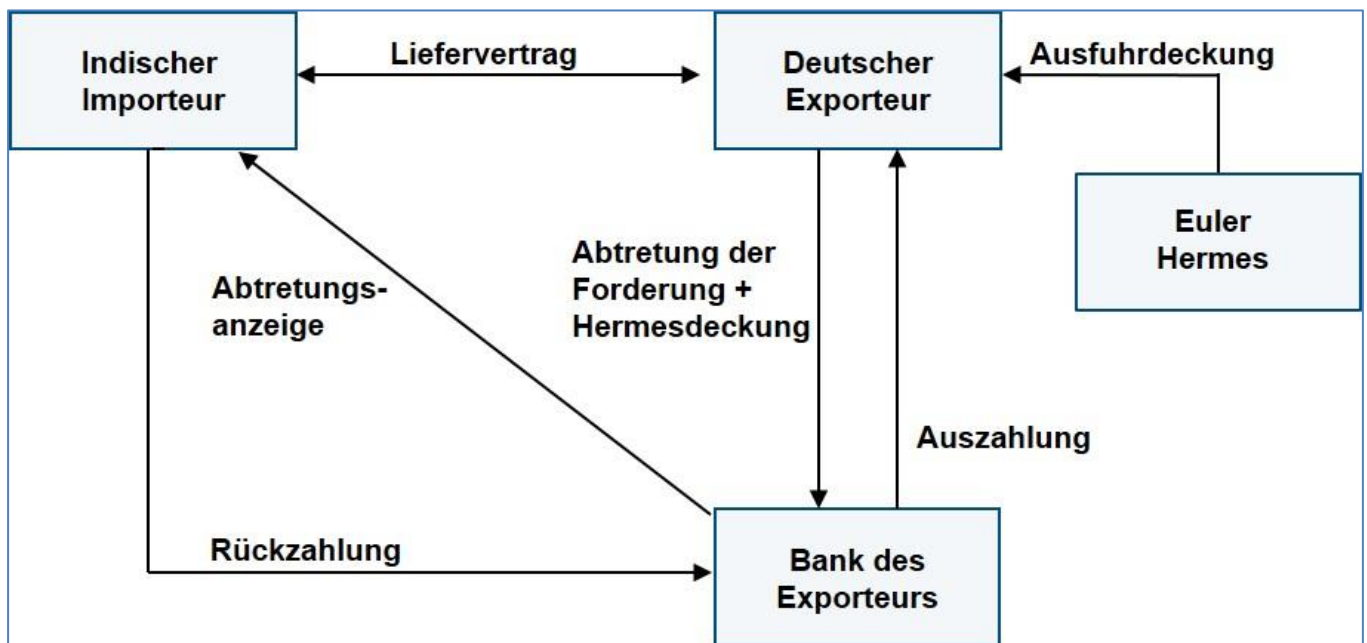 Indischer
Importeur
Liefervertrag
Deutscher
Exporteur
Ausfuhrdeckung
Euler
Hermes
Abtretungs-
anzeige
Abtretung der
Forderung +
Hermesdeckung
Auszahlung
Rückzahlung
Bank des
Exporteurs